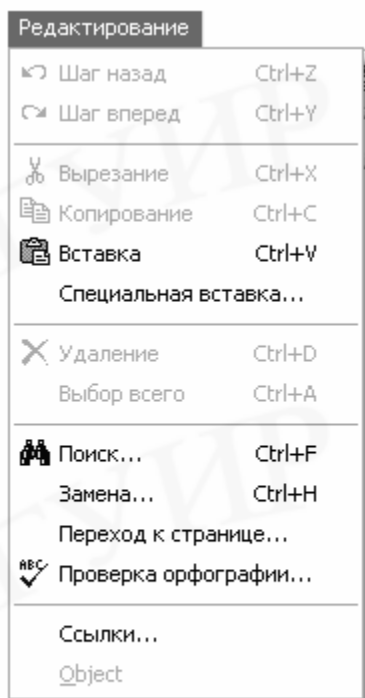 Редактирование
Шаг назад Ctrl+Z
Шаг вперед Ctrl+Y
Вырезание Ctrl+X
Копирование Ctrl+C
Вставка Ctrl+V
Специальная вставка...
Удаление Ctrl+D
Выбор всего Ctrl+A
Поиск... Ctrl+F
Замена... Ctrl+H
Переход к странице...
ABC Проверка орфографии...
Ссылки...
Object